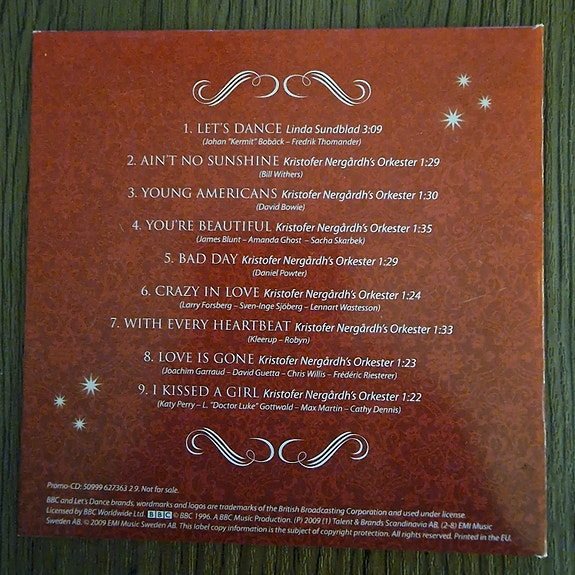 1. LET'S DANCE Linda Sundblad 3:09
(Johan "Kermit" Bobäck – Fredrik Thomander)
2. AIN'T NO SUNSHINE Kristofer Nergårdh's Orkester 1:29
(Bill Withers)
3. YOUNG AMERICANS Kristofer Nergårdh's Orkester 1:30
(David Bowie)
4. YOU'RE BEAUTIFUL Kristofer Nergårdh's Orkester 1:35
(James Blunt – Amanda Ghost – Sacha Skarbek)
5. BAD DAY Kristofer Nergårdh's Orkester 1:29
(Daniel Powter)
6. CRAZY IN LOVE Kristofer Nergårdh's Orkester 1:24
(Larry Forsberg – Sven-Inge Sjöberg – Lennart Wastesson)
7. WITH EVERY HEARTBEAT Kristofer Nergårdh's Orkester 1:33
(Kleerup – Robyn)
8. LOVE IS GONE Kristofer Nergårdh's Orkester 1:23
(Joachim Garraud – David Guetta – Chris Willis – Frédéric Riesterer)
9. I KISSED A GIRL Kristofer Nergårdh's Orkester 1:22
(Katy Perry – L. "Doctor Luke" Gottwald – Max Martin – Cathy Dennis)
Promo-CD: 50999 627363 2 9. Not for sale.
BBC and Let's Dance brands, wordmarks and logos are trademarks of the British Broadcasting Corporation and used under license.
Licensed by BBC Worldwide Ltd. BBC © BBC 1996. A BBC Music Production. (P) 2009 (1) Talent & Brands Scandinavia AB, (2-8) EMI Music
Sweden AB. © 2009 EMI Music Sweden AB. This label copy information is the subject of copyright protection. All rights reserved. Printed in the EU.